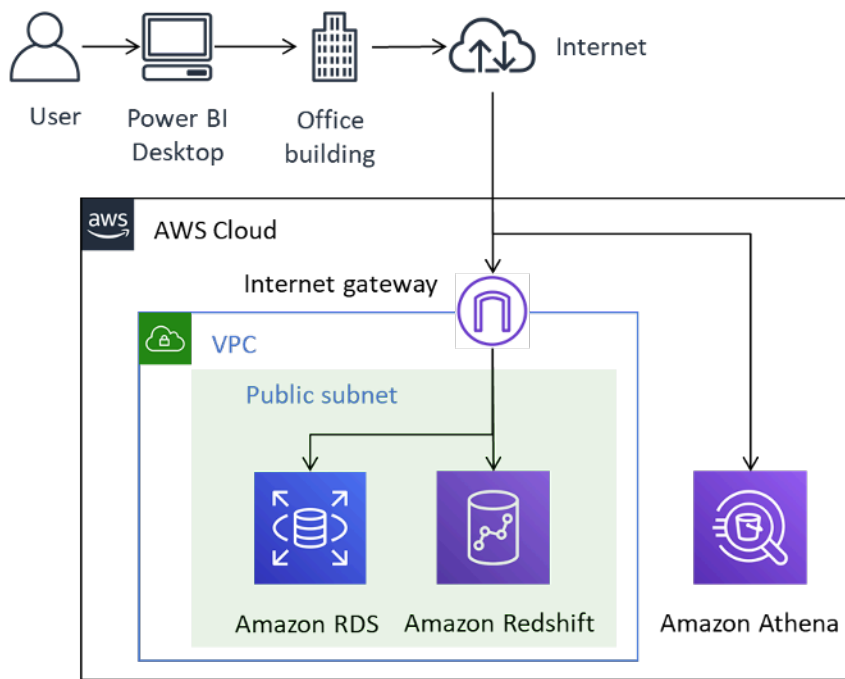 Internet
User
Power BI
Desktop
Office
building
aws
AWS Cloud
Internet gateway
VPC
Public subnet
Amazon RDS
Amazon Redshift
Amazon Athena